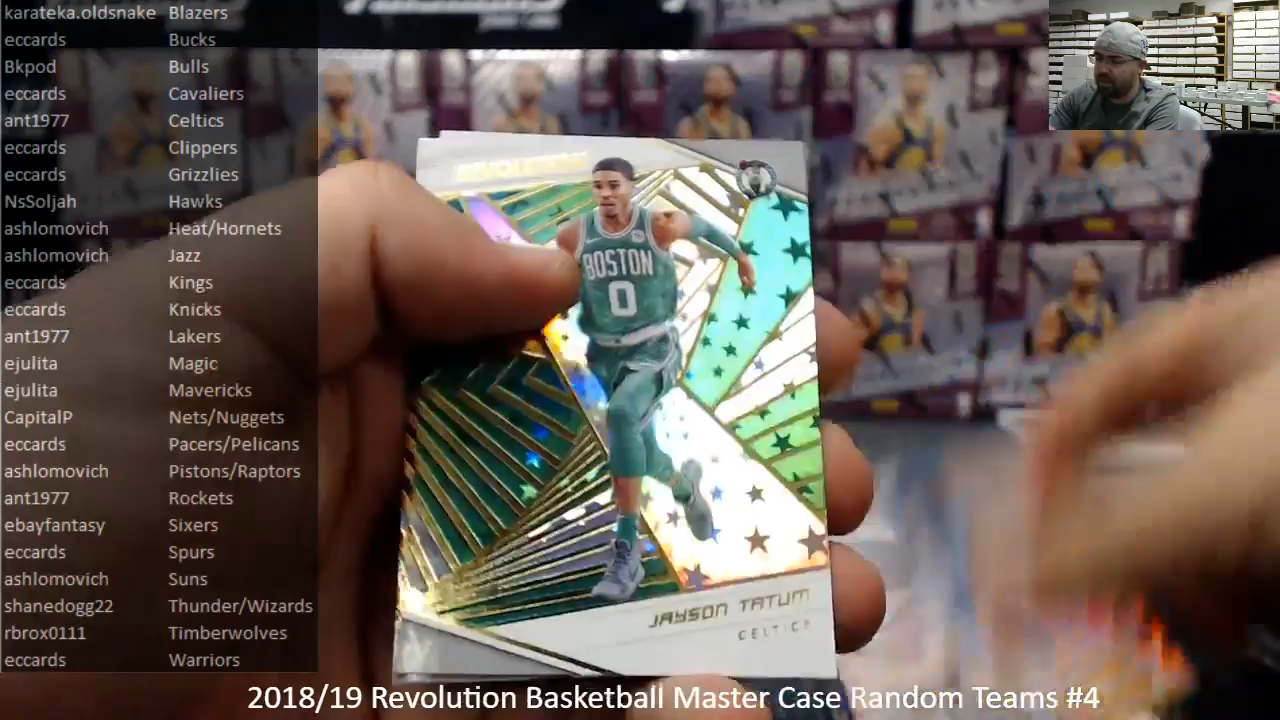 karateka.oldsnake Blazers
eccards Bucks
Bkpod Bulls
eccards Cavaliers
ant1977 Celtics
eccards Clippers
eccards Grizzlies
NsSoljah Hawks
ashlomovich Heat/Hornets
ashlomovich Jazz
eccards Kings
eccards Knicks
ant1977 Lakers
ejulita Magic
ejulita Mavericks
CapitalP Nets/Nuggets
eccards Pacers/Pelicans
ashlomovich Pistons/Raptors
ant1977 Rockets
ebayfantasy Sixers
eccards Spurs
ashlomovich Suns
shanedogg22 Thunder/Wizards
rbrox0111 Timberwolves
eccards Warriors
REVOLUTION
BOSTON
0
JAYSON TATUM
CELTICS
2018/19 Revolution Basketball Master Case Random Teams #4